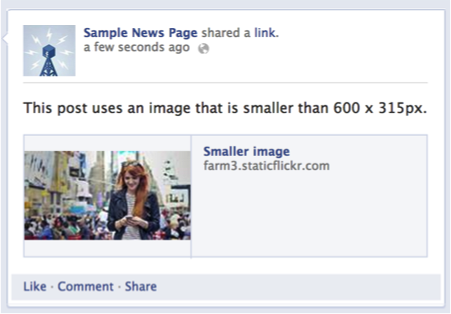 Sample News Page shared a link.
a few seconds ago
This post uses an image that is smaller than 600 x 315px.
Smaller image
farm3.staticflickr.com
Like · Comment · Share